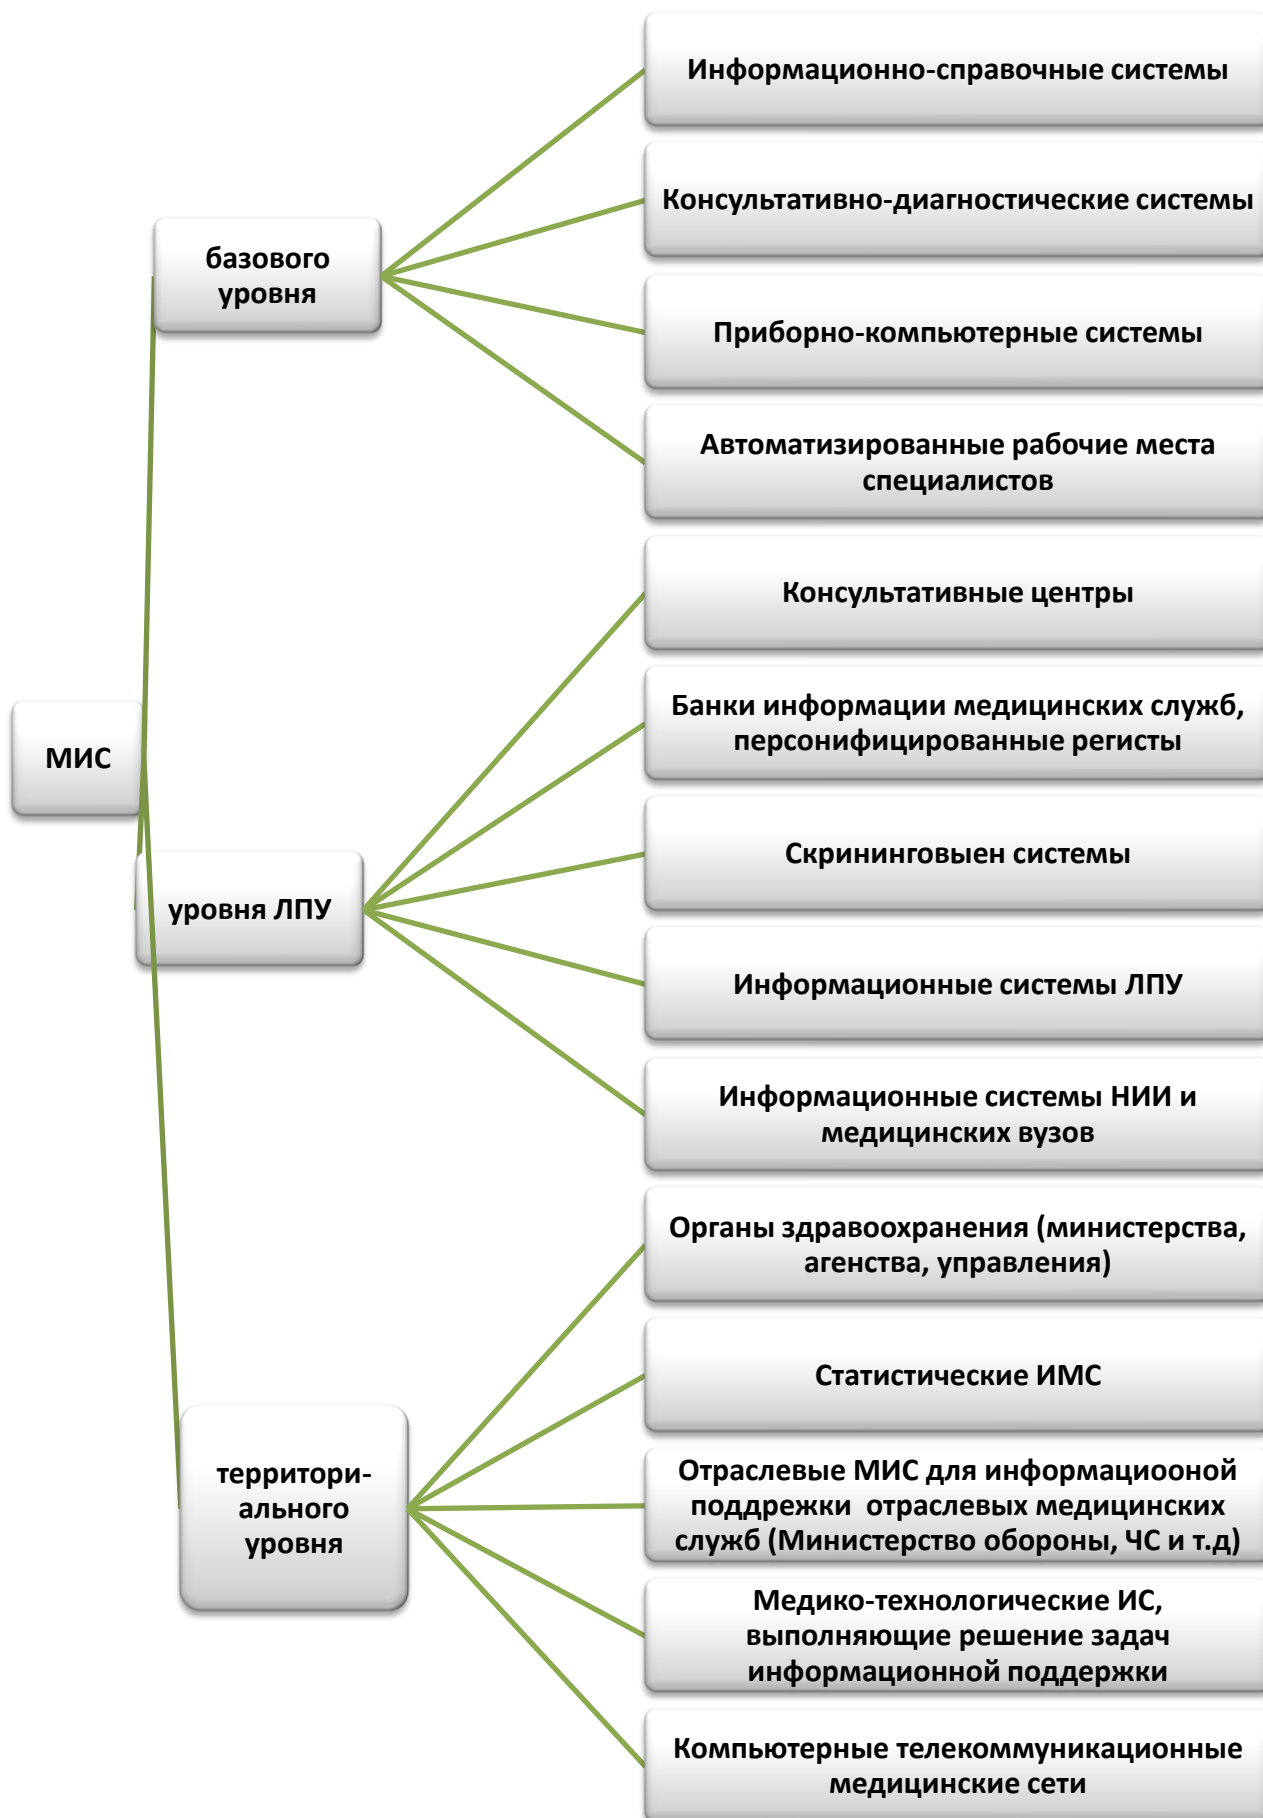 МИС
базового
уровня
Информационно-справочные системы
Консультативно-диагностические системы
Приборно-компьютерные системы
Автоматизированные рабочие места
специалистов
уровня ЛПУ
Консультативные центры
Банки информации медицинских служб,
персонифицированные регисты
Скрининговыен системы
Информационные системы ЛПУ
Информационные системы НИИ и
медицинских вузов
территори-
ального
уровня
Органы здравоохранения (министерства,
агенства, управления)
Статистические ИМС
Отраслевые МИС для информациооной
поддрежки отраслевых медицинских
служб (Министерство обороны, ЧС и т.д)
Медико-технологические ИС,
выполняющие решение задач
информационной поддержки
Компьютерные телекоммуникационные
медицинские сети